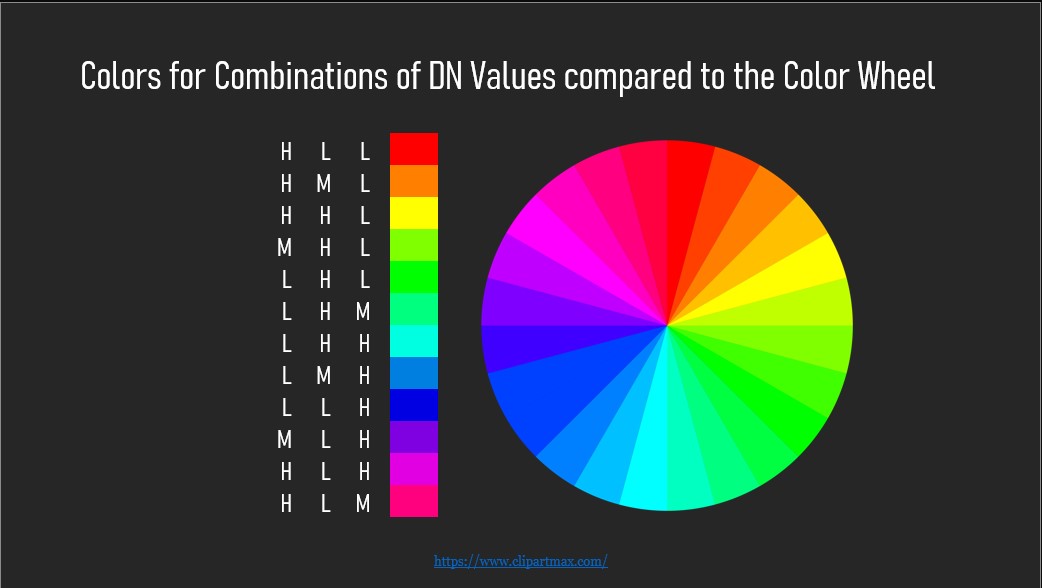 Colors for Combinations of DN Values compared to the Color Wheel
H L L
H M L
H H L
M H L
L H L
L H M
L H H
L M H
L L H
M L H
H L H
H L M
https://www.clipartmax.com/